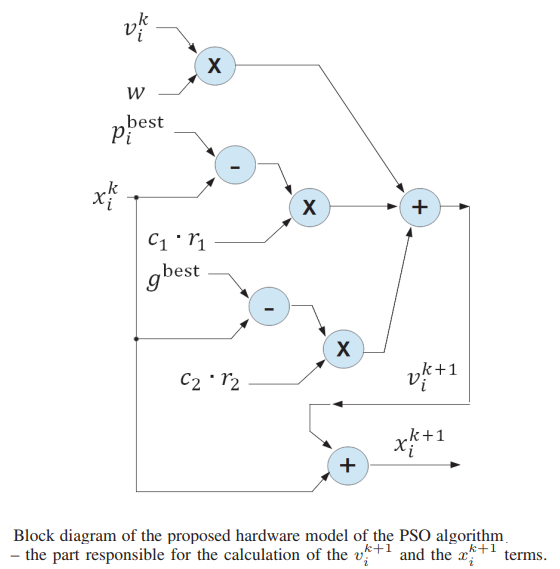 v_i^k
X
w
p_i^best
-
x_i^k
X
+
c_1 · r_1
g^best
-
X
c_2 · r_2
v_i^{k+1}
x_i^{k+1}
+
Block diagram of the proposed hardware model of the PSO algorithm
– the part responsible for the calculation of the v_i^{k+1} and the x_i^{k+1} terms.